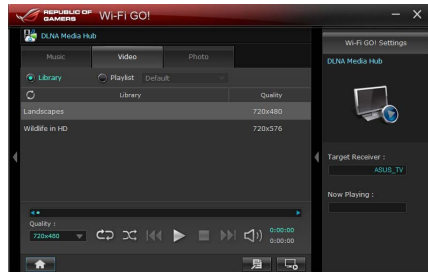 REPUBLIC OF GAMERS Wi-Fi GO!
DLNA Media Hub
Music Video Photo
Library Playlist Default
Library Quality
Landscapes 720x480
Wildlife in HD 720x576
Quality :
720x480
0:00:00
0:00:00
Wi-Fi GO! Settings
DLNA Media Hub
Target Receiver :
ASUS_TV
Now Playing :